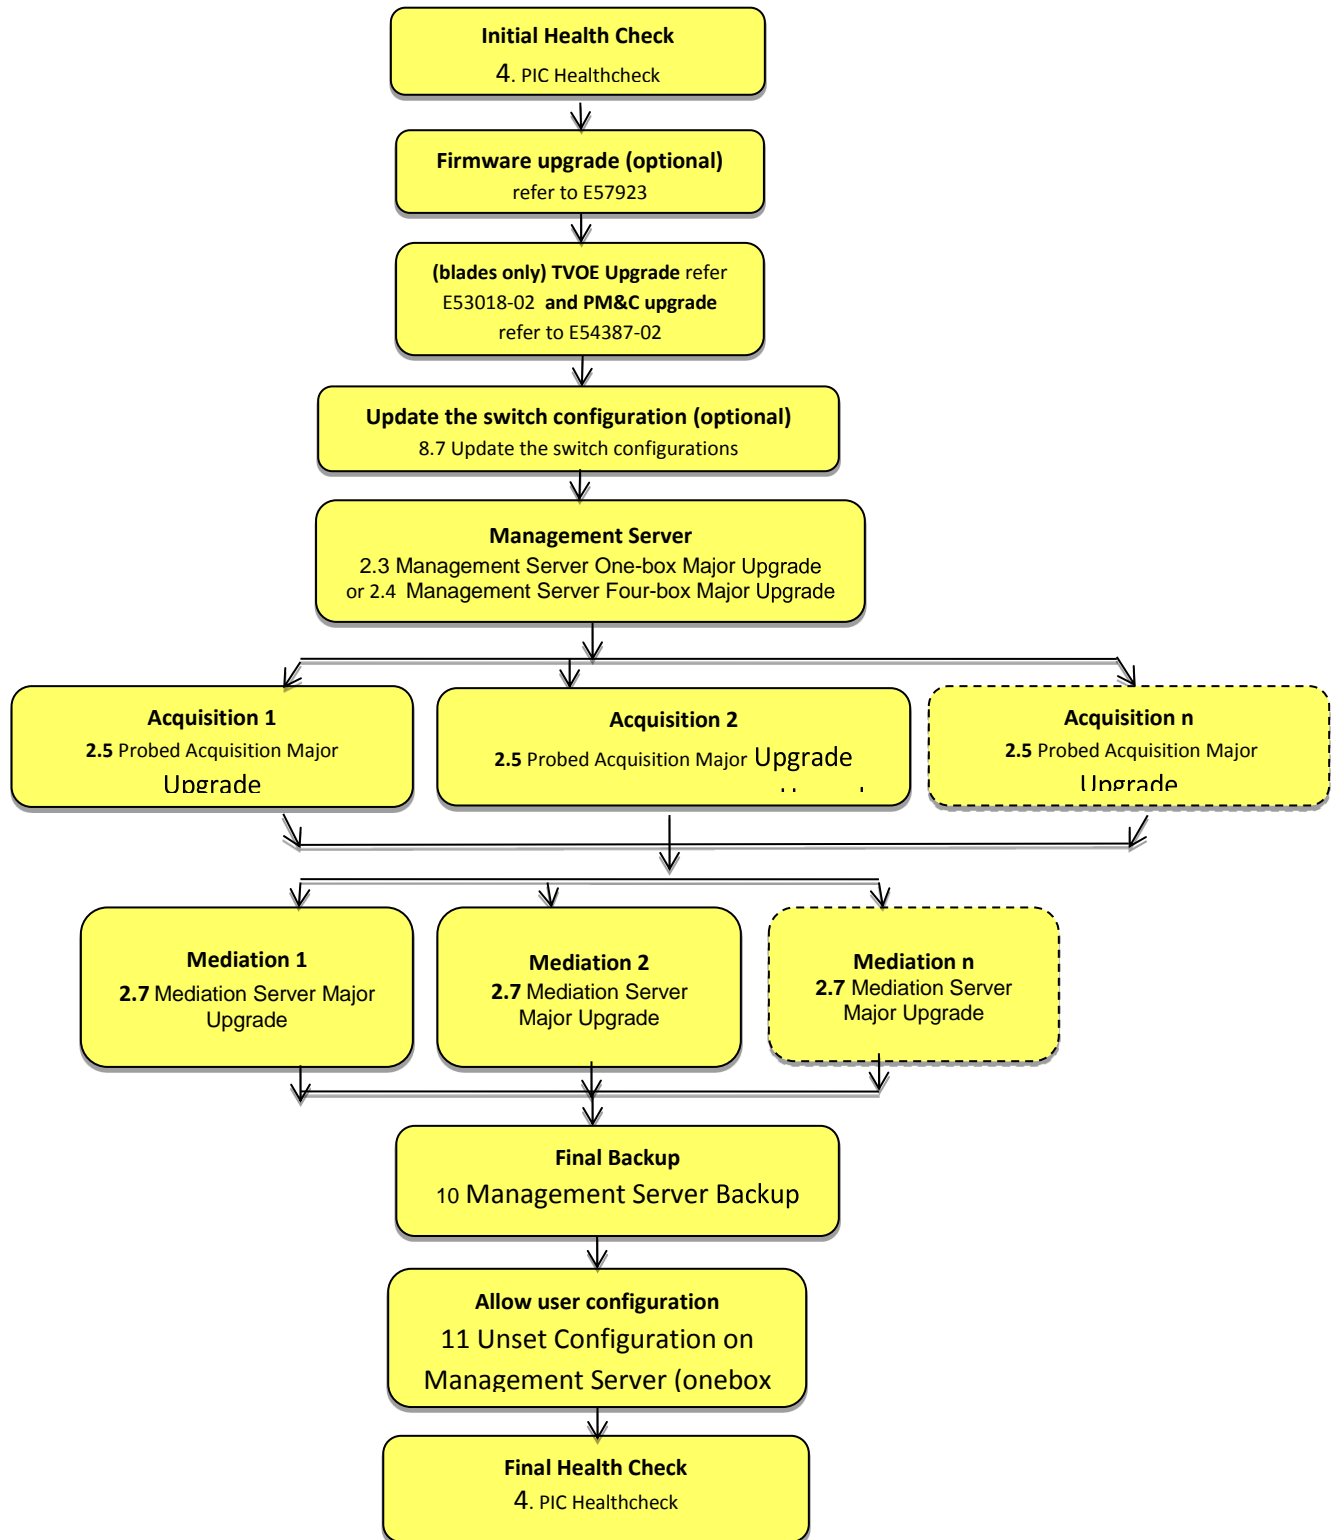 Initial Health Check
4. PIC Healthcheck
Firmware upgrade (optional)
refer to E57923
(blades only) TVOE Upgrade refer
E53018-02 and PM&C upgrade
refer to E54387-02
Update the switch configuration (optional)
8.7 Update the switch configurations
Management Server
2.3 Management Server One-box Major Upgrade
or 2.4 Management Server Four-box Major Upgrade
Acquisition 1
2.5 Probed Acquisition Major
Upgrade
Acquisition 2
2.5 Probed Acquisition Major Upgrade
Acquisition n
2.5 Probed Acquisition Major
Upgrade
Mediation 1
2.7 Mediation Server Major
Upgrade
Mediation 2
2.7 Mediation Server
Major Upgrade
Mediation n
2.7 Mediation Server
Major Upgrade
Final Backup
10 Management Server Backup
Allow user configuration
11 Unset Configuration on
Management Server (onebox
Final Health Check
4. PIC Healthcheck